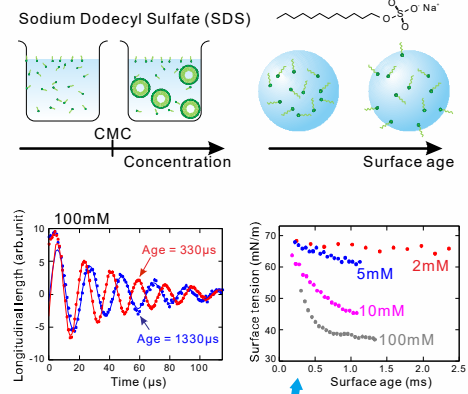 Sodium Dodecyl Sulfate (SDS)
O
O
S
O
O⁻ Na⁺
CMC
Concentration
Surface age
100mM
Age = 330µs
Age = 1330µs
Longitudinal length (arb.unit)
10
5
0
-5
-10
0
20
40
60
80
100
Time (µs)
Surface tension (mN/m)
70
60
50
40
30
2mM
5mM
10mM
100mM
0.0
0.5
1.0
1.5
2.0
2.5
Surface age (ms)